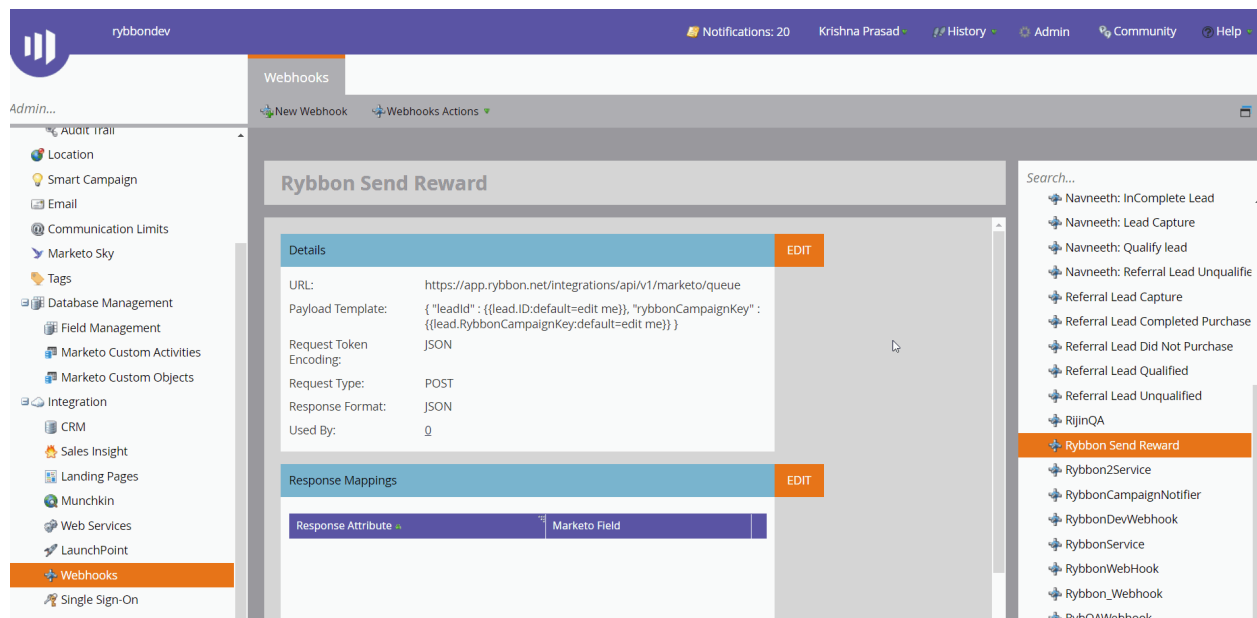 rybbondev
Notifications: 20
Krishna Prasad
History
Admin
Community
Help
Admin...
Audit Trail
Location
Smart Campaign
Email
Communication Limits
Marketo Sky
Tags
Database Management
Field Management
Marketo Custom Activities
Marketo Custom Objects
Integration
CRM
Sales Insight
Landing Pages
Munchkin
Web Services
LaunchPoint
Webhooks
Single Sign-On
Webhooks
New Webhook
Webhooks Actions
Rybbon Send Reward
Details
EDIT
URL: https://app.rybbon.net/integrations/api/v1/marketo/queue
Payload Template: { "leadId" : {{lead.ID:default=edit me}}, "rybbonCampaignKey" :
{{lead.RybbonCampaignKey:default=edit me}} }
Request Token JSON
Encoding:
Request Type: POST
Response Format: JSON
Used By: 0
Response Mappings
EDIT
Response Attribute
Marketo Field
Search...
Navneeth: InComplete Lead
Navneeth: Lead Capture
Navneeth: Qualify lead
Navneeth: Referral Lead Unqualifie
Referral Lead Capture
Referral Lead Completed Purchase
Referral Lead Did Not Purchase
Referral Lead Qualified
Referral Lead Unqualified
RijinQA
Rybbon Send Reward
Rybbon2Service
RybbonCampaignNotifier
RybbonDevWebhook
RybbonService
RybbonWebHook
Rybbon_Webhook
RybQAWebhook